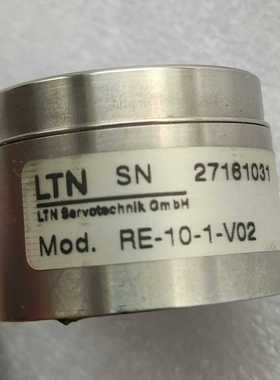 LTN SN 27161031
LTN Servotechnik GmbH
Mod. RE-10-1-V02